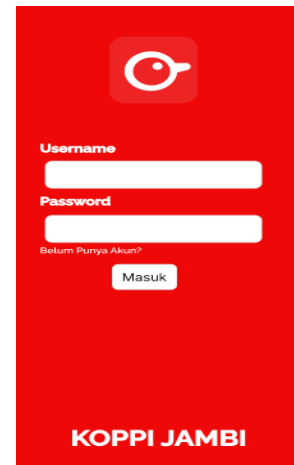 Username
Password
Belum Punya Akun?
Masuk
KOPPI JAMBI